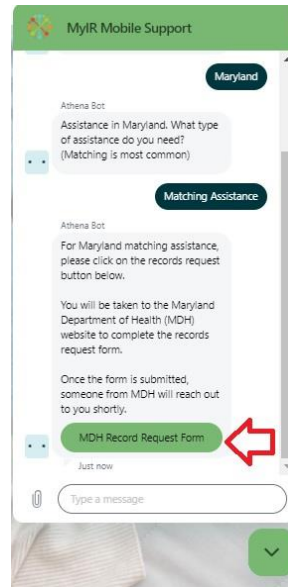 MyIR Mobile Support
Maryland
Athena Bot
Assistance in Maryland. What type
of assistance do you need?
(Matching is most common)
Matching Assistance
Athena Bot
For Maryland matching assistance,
please click on the records request
button below.
You will be taken to the Maryland
Department of Health (MDH)
website to complete the records
request form.
Once the form is submitted,
someone from MDH will reach out
to you shortly.
MDH Record Request Form
Just now
Type a message